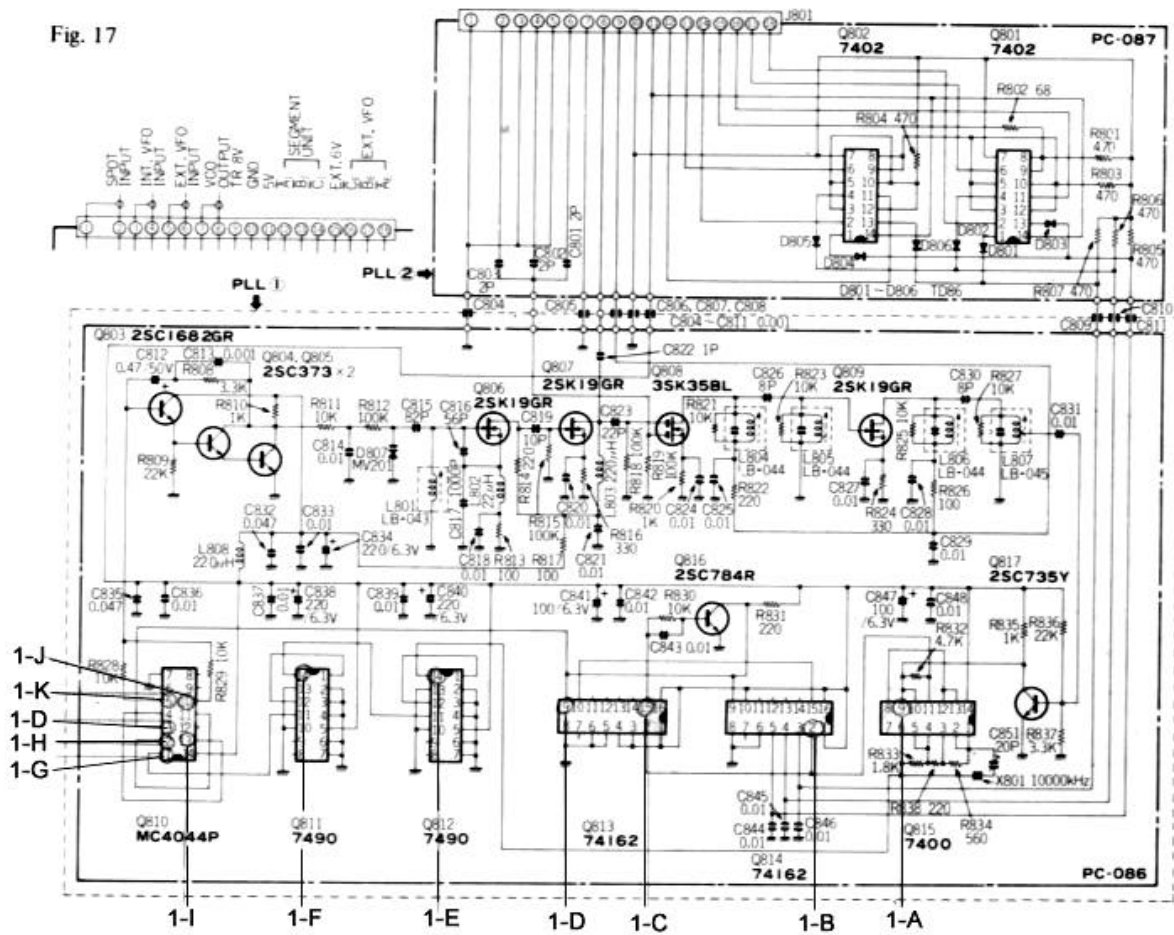 Fig. 17
J801
PC-087
Q802
7402
Q801
7402
R802 68
R804 470
R801
470
R803
470
R806
470
R805
470
R807 470
D805
D804
D806
D802
D801
D803
D801~D806 TD86
SPOT
INPUT
INT. VFO
INPUT
EXT. VFO
INPUT
VCO
OUTPUT
TR 8V
GND
5V
SEGMENT
UNIT
EXT. 6V
EXT. VFO
PLL ②
PLL ①
C803
2P
C802
2P
C801 2P
C804
C805
C806, C807, C808
C804~C811 0.001
C809
C810
C811
C822 1P
Q803
2SC1682GR
C812
0.47/50V
C813 0.001
R808
3.3K
Q804, Q805
2SC373×2
R810
1K
R811
10K
R812
100K
R809
22K
C814
0.01
D807
MV201
C815
C816
56P
Q806
2SK19GR
Q807
2SK19GR
Q808
3SK35BL
Q809
2SK19GR
C819
10P
C823
22P
C826
8P
R823
10K
C830
8P
R827
10K
C831
0.01
R821
10K
R825 10K
L801
LB-043
C817
1000P
L802
22μH
R814 220
L803 220μH
R818 100K
R819
100K
L804
LB-044
L805
LB-044
L806
LB-044
L807
LB-045
C820
0.01
R815
100K
R816
330
R820
1K
C824
0.01
C825
0.01
R822
220
C827
0.01
R824
330
C828
0.01
R826
100
C818
0.01
R813
100
R817
100
C821
0.01
C829
0.01
C832
0.047
C833
0.01
C834
220/6.3V
L808
220μH
C835
0.047
C836
0.01
C837
0.01
C838
220
6.3V
C839
0.01
C840
220
6.3V
C841
100/6.3V
C842
0.01
Q816
2SC784R
R830
10K
R831
220
C843 0.01
C847
100
/6.3V
C848
0.01
R832
4.7K
Q817
2SC735Y
R835
1K
R836
22K
R828
10K
R829 10K
C851
20P
R837
3.3K
R833
1.8K
X801 10000kHz
R838 220
R834
560
C845
0.01
C844
0.01
C846
0.01
1-J
1-K
1-D
1-H
1-G
Q810
MC4044P
Q811
7490
Q812
7490
Q813
74162
Q814
74162
Q815
7400
PC-086
1-I
1-F
1-E
1-D
1-C
1-B
1-A